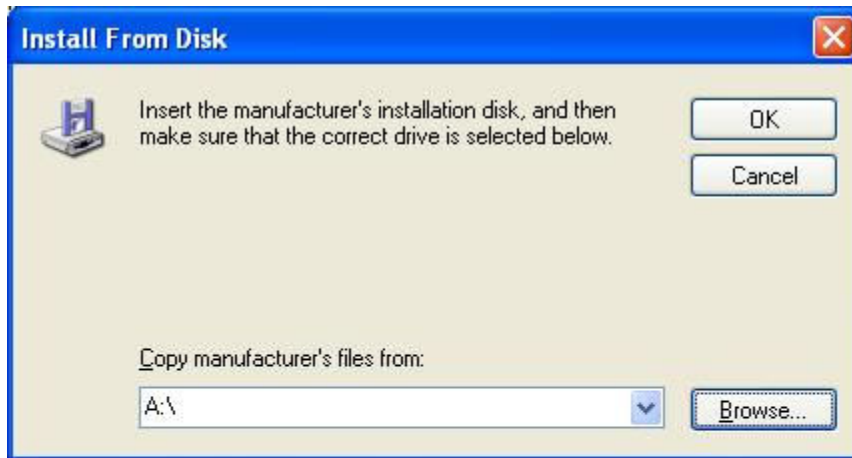 Install From Disk
Insert the manufacturer's installation disk, and then
make sure that the correct drive is selected below.
OK
Cancel
Copy manufacturer's files from:
A:\
Browse...